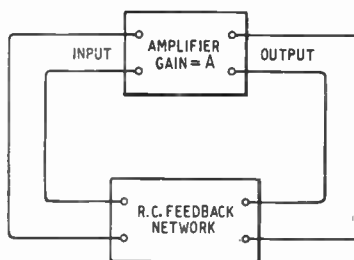 AMPLIFIER
GAIN = A
INPUT
OUTPUT
R.C. FEEDBACK
NETWORK